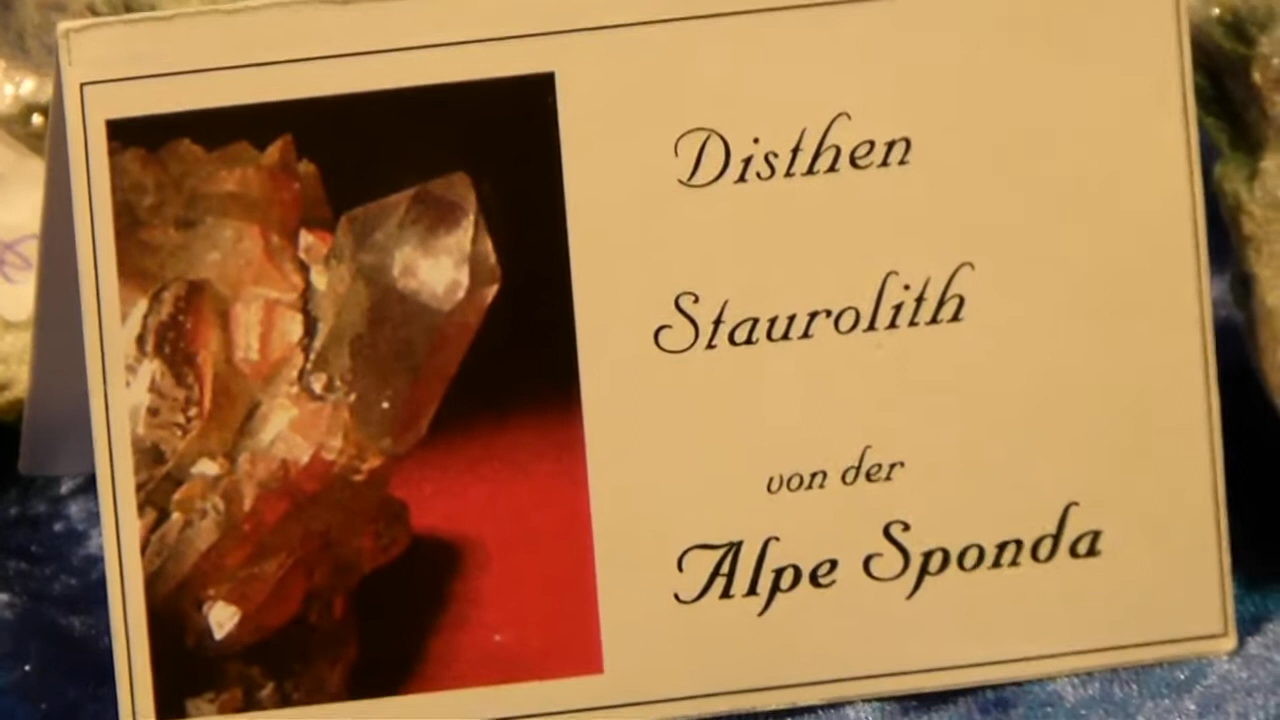 Disthen
Staurolith
von der
Alpe Sponda